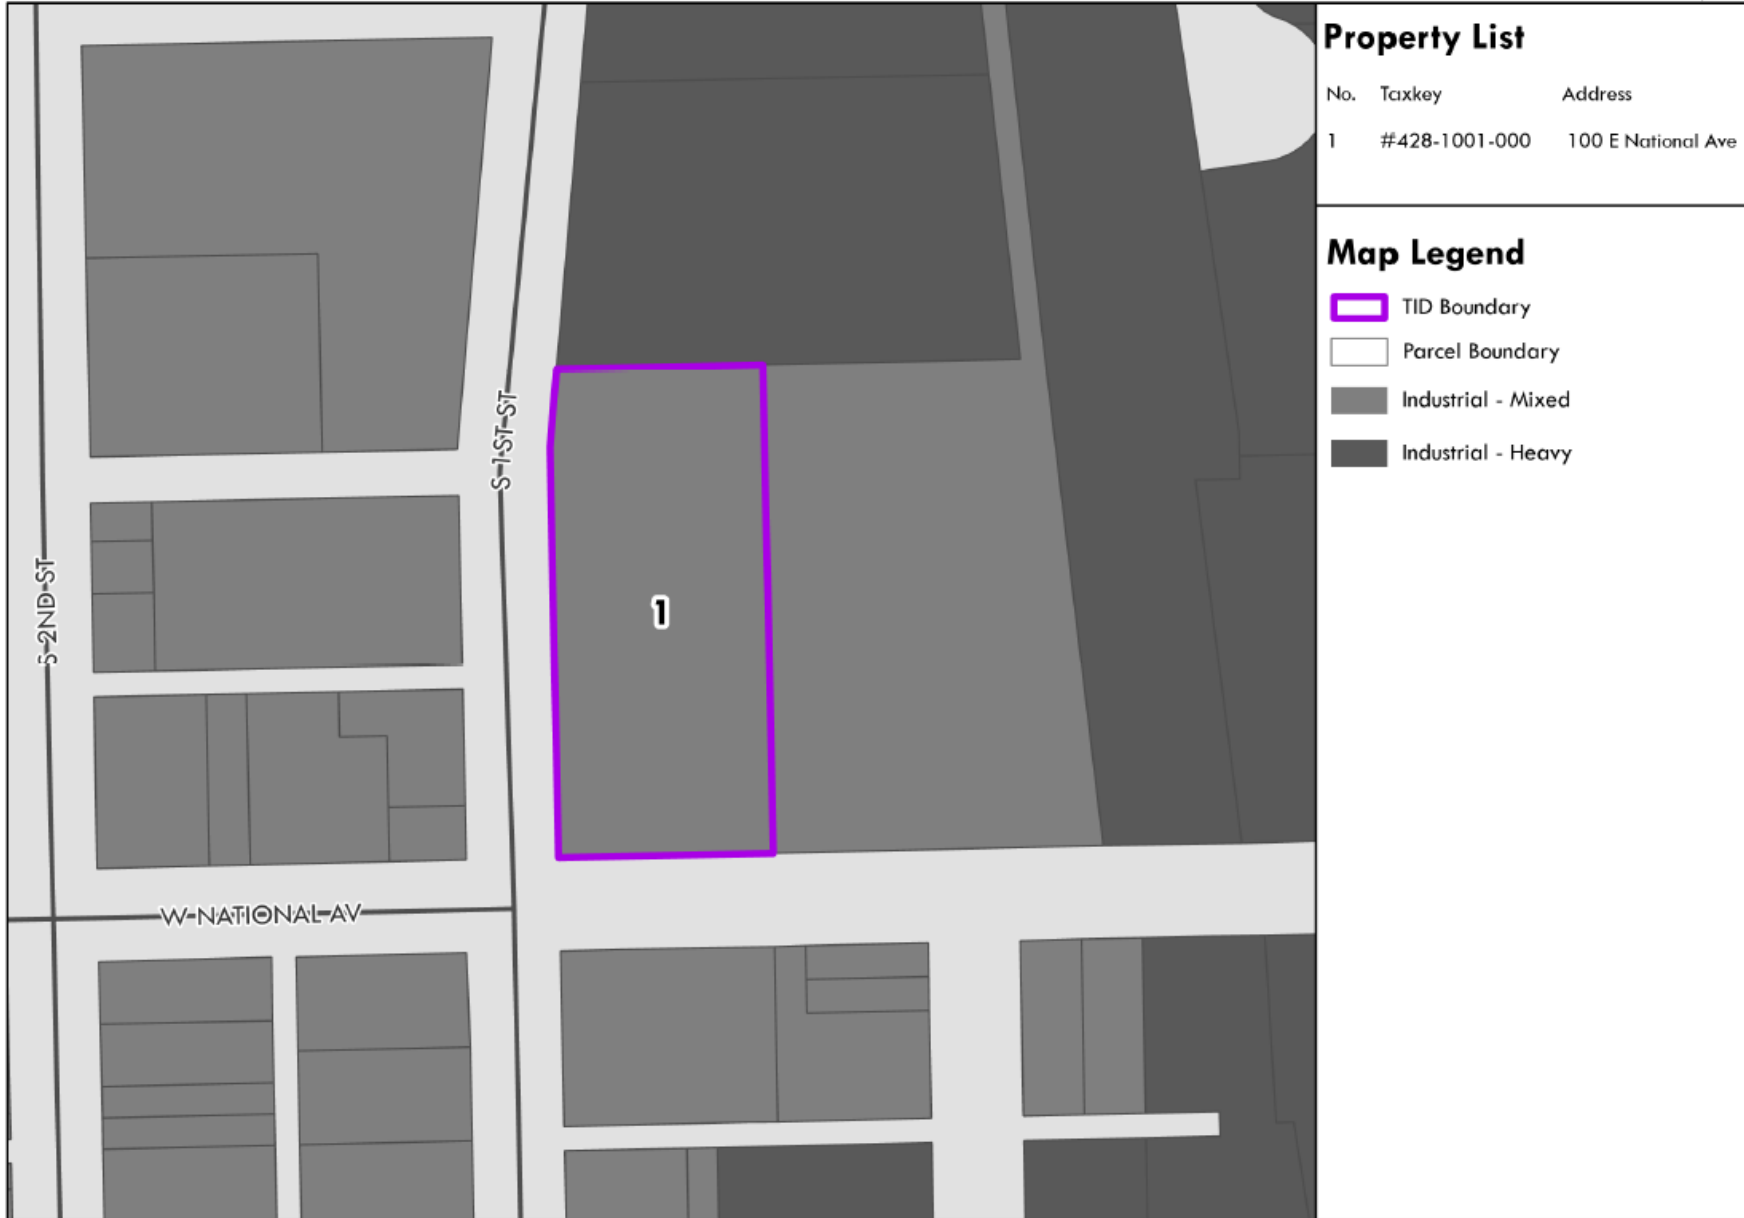 Property List
No. Taxkey Address
1 #428-1001-000 100 E National Ave
Map Legend
TID Boundary
Parcel Boundary
Industrial - Mixed
Industrial - Heavy
S 1ST ST
S 2ND ST
1
W NATIONAL AV